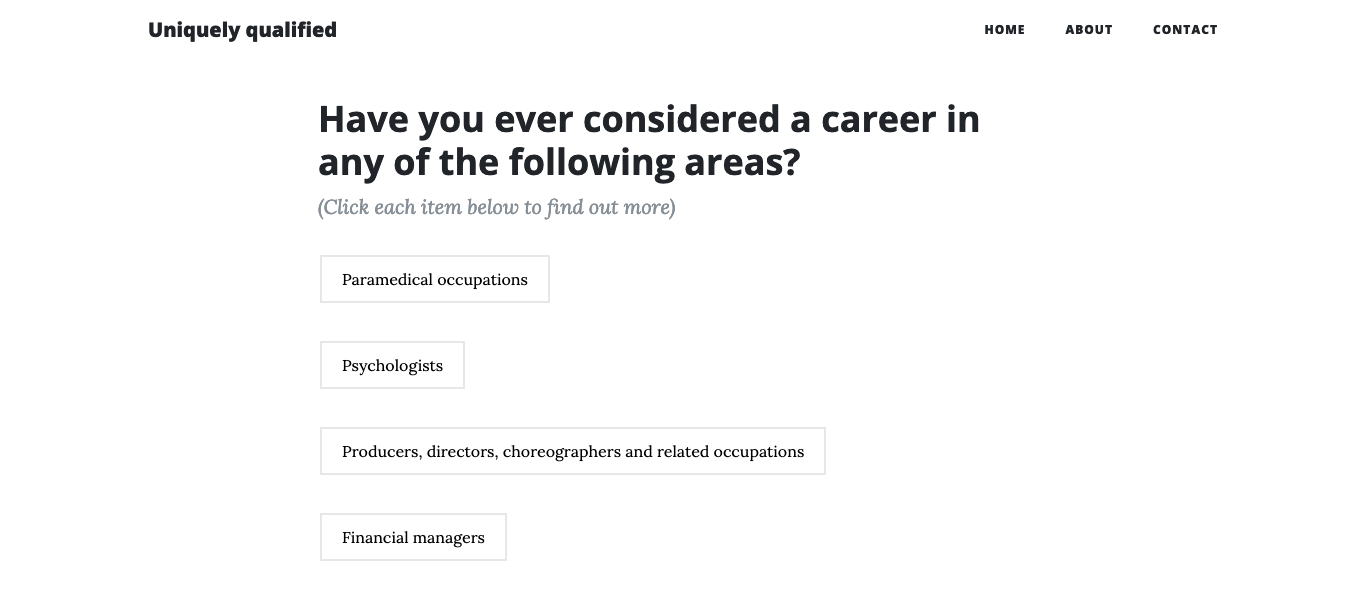 Uniquely qualified
HOME ABOUT CONTACT
Have you ever considered a career in
any of the following areas?
(Click each item below to find out more)
Paramedical occupations
Psychologists
Producers, directors, choreographers and related occupations
Financial managers